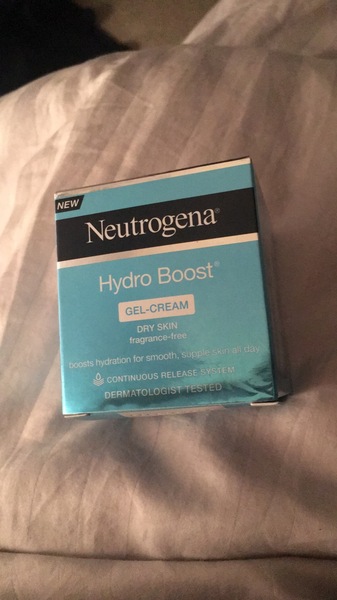 NEW
Neutrogena®
Hydro Boost®
GEL-CREAM
DRY SKIN
fragrance-free
boosts hydration for smooth, supple skin all day
CONTINUOUS RELEASE SYSTEM
DERMATOLOGIST TESTED